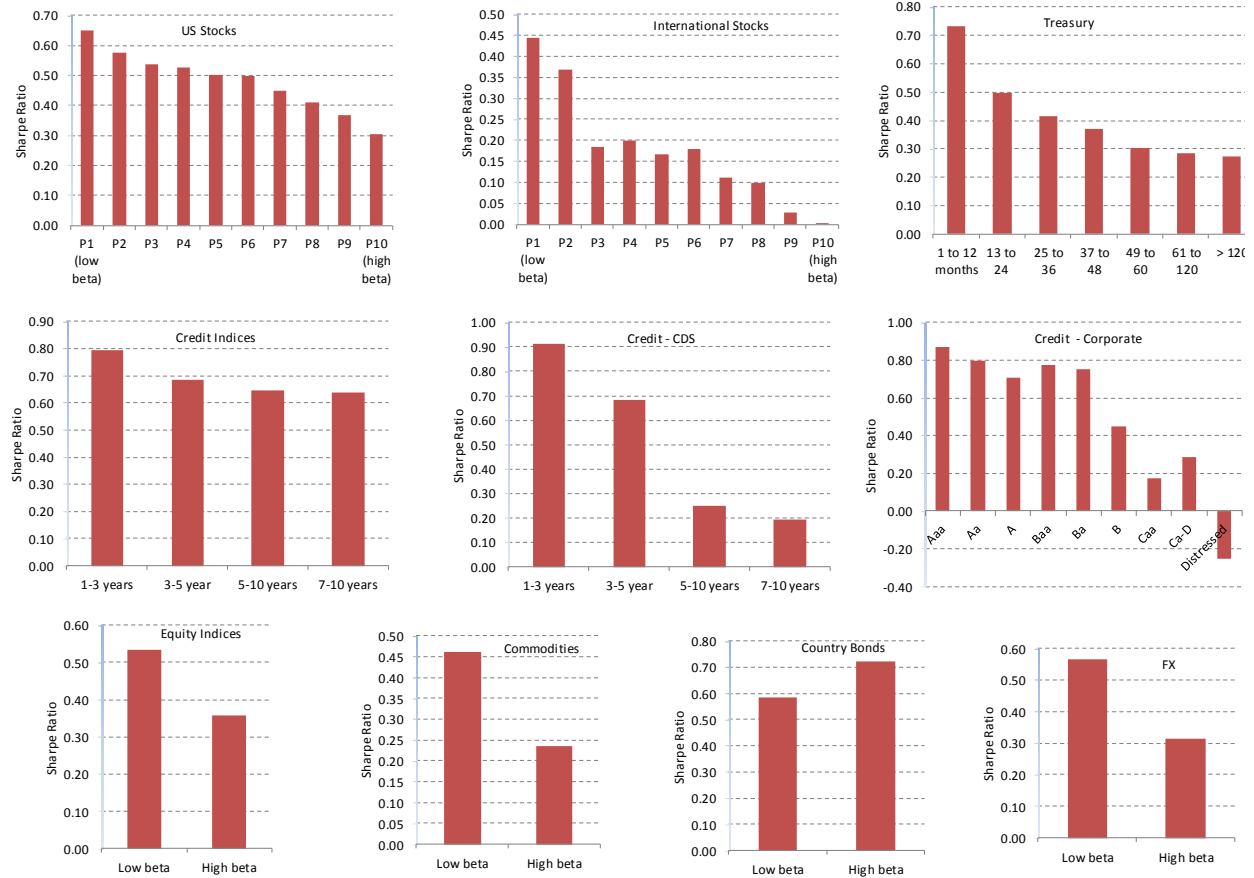 US Stocks
Sharpe Ratio
0.70
0.60
0.50
0.40
0.30
0.20
0.10
0.00
P1 P2 P3 P4 P5 P6 P7 P8 P9 P10
(low (high
beta) beta)
International Stocks
Sharpe Ratio
0.50
0.45
0.40
0.35
0.30
0.25
0.20
0.15
0.10
0.05
0.00
P1 P2 P3 P4 P5 P6 P7 P8 P9 P10
(low (high
beta) beta)
Treasury
Sharpe Ratio
0.80
0.70
0.60
0.50
0.40
0.30
0.20
0.10
0.00
1 to 12 13 to 25 to 37 to 49 to 61 to > 120
months 24 36 48 60 120
Credit Indices
Sharpe Ratio
0.90
0.80
0.70
0.60
0.50
0.40
0.30
0.20
0.10
0.00
1-3 years 3-5 year 5-10 years 7-10 years
Credit - CDS
Sharpe Ratio
1.00
0.90
0.80
0.70
0.60
0.50
0.40
0.30
0.20
0.10
0.00
1-3 years 3-5 year 5-10 years 7-10 years
Credit - Corporate
Sharpe Ratio
1.00
0.80
0.60
0.40
0.20
0.00
-0.20
-0.40
Aaa Aa A Baa Ba B Caa Ca-D Distressed
Equity Indices
Sharpe Ratio
0.60
0.50
0.40
0.30
0.20
0.10
0.00
Low beta High beta
Commodities
Sharpe Ratio
0.50
0.45
0.40
0.35
0.30
0.25
0.20
0.15
0.10
0.05
0.00
Low beta High beta
Country Bonds
Sharpe Ratio
0.80
0.70
0.60
0.50
0.40
0.30
0.20
0.10
0.00
Low beta High beta
FX
Sharpe Ratio
0.60
0.50
0.40
0.30
0.20
0.10
0.00
Low beta High beta